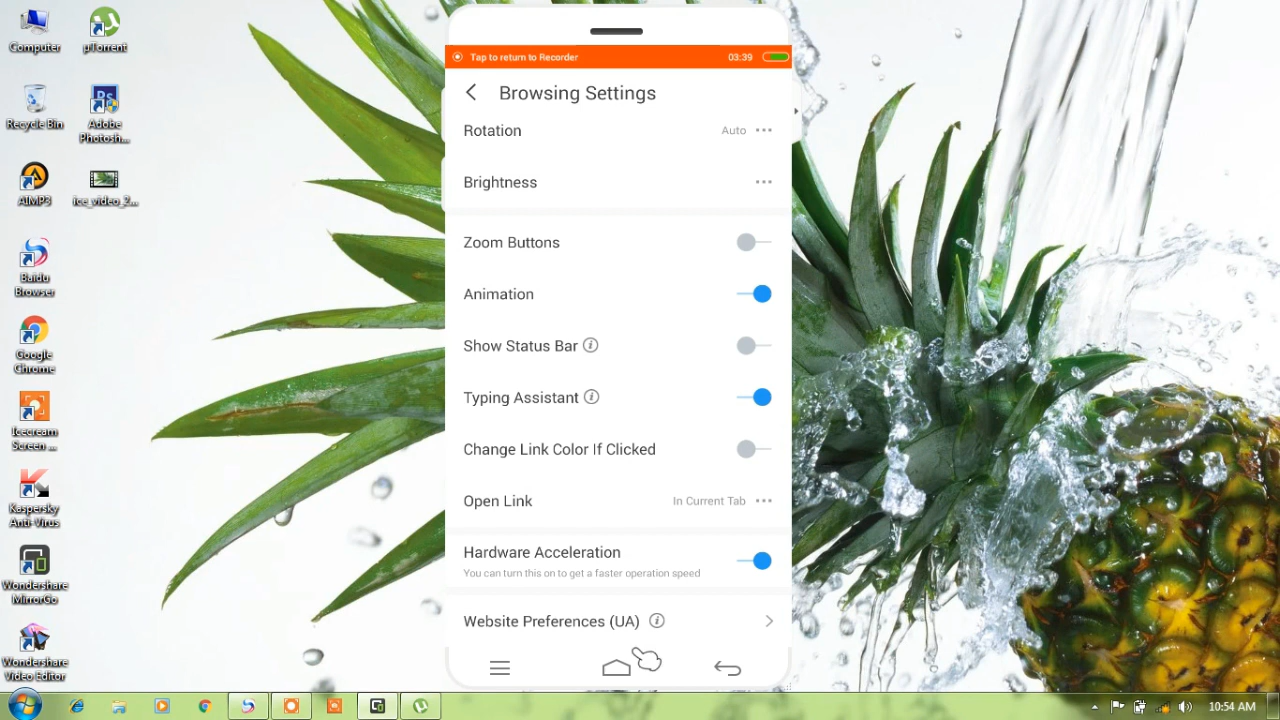 Computer
µTorrent
Recycle Bin
Adobe
Photosh...
AIMP3
ice_video_2...
Baidu
Browser
Google
Chrome
Icecream
Screen ...
Kaspersky
Anti-Virus
Wondershare
MirrorGo
Wondershare
Video Editor
Tap to return to Recorder
03:39
Browsing Settings
Rotation
Auto
Brightness
Zoom Buttons
Animation
Show Status Bar
Typing Assistant
Change Link Color If Clicked
Open Link
In Current Tab
Hardware Acceleration
You can turn this on to get a faster operation speed
Website Preferences (UA)
10:54 AM